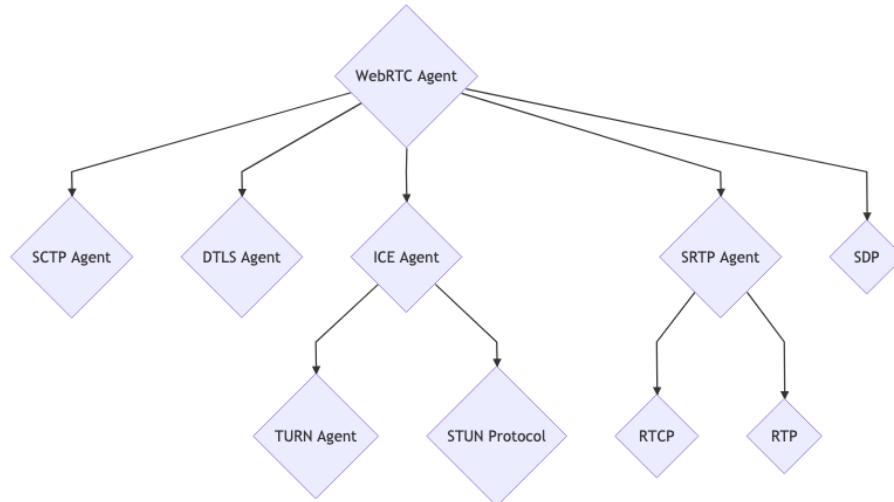 WebRTC Agent
SCTP Agent
DTLS Agent
ICE Agent
SRTP Agent
SDP
TURN Agent
STUN Protocol
RTCP
RTP